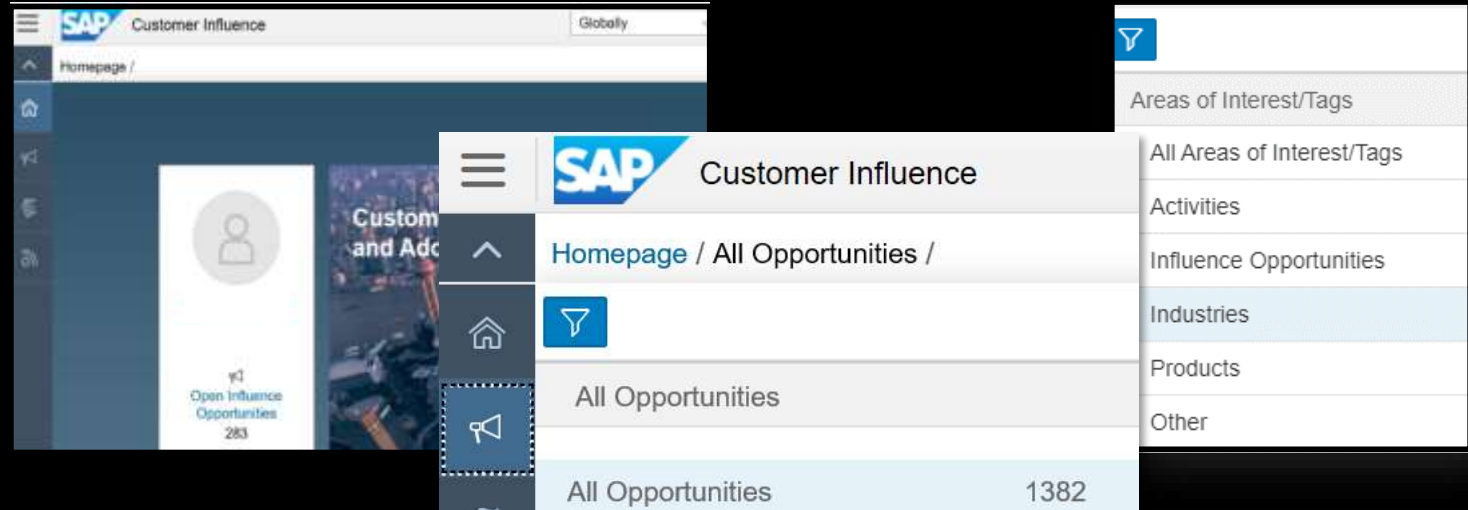 SAP Customer Influence
Globally
Homepage /
Custom
and Adc
Open Influence
Opportunities
283
SAP Customer Influence
Homepage / All Opportunities /
All Opportunities
All Opportunities 1382
Areas of Interest/Tags
All Areas of Interest/Tags
Activities
Influence Opportunities
Industries
Products
Other